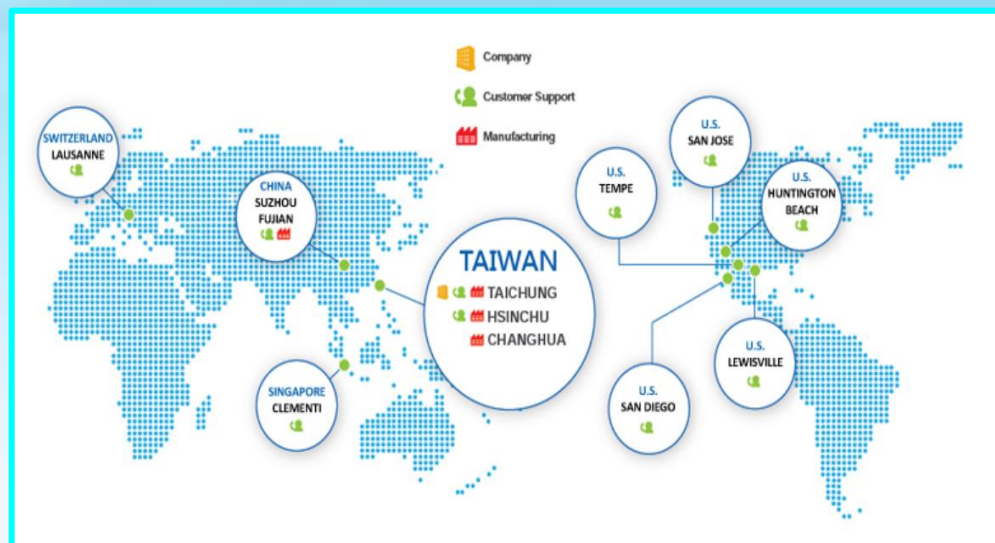 Company
Customer Support
Manufacturing
SWITZERLAND
LAUSANNE
CHINA
SUZHOU
FUJIAN
TAIWAN
TAICHUNG
HSINCHU
CHANGHUA
SINGAPORE
CLEMENTI
U.S.
TEMPE
U.S.
SAN JOSE
U.S.
HUNTINGTON
BEACH
U.S.
LEWISVILLE
U.S.
SAN DIEGO